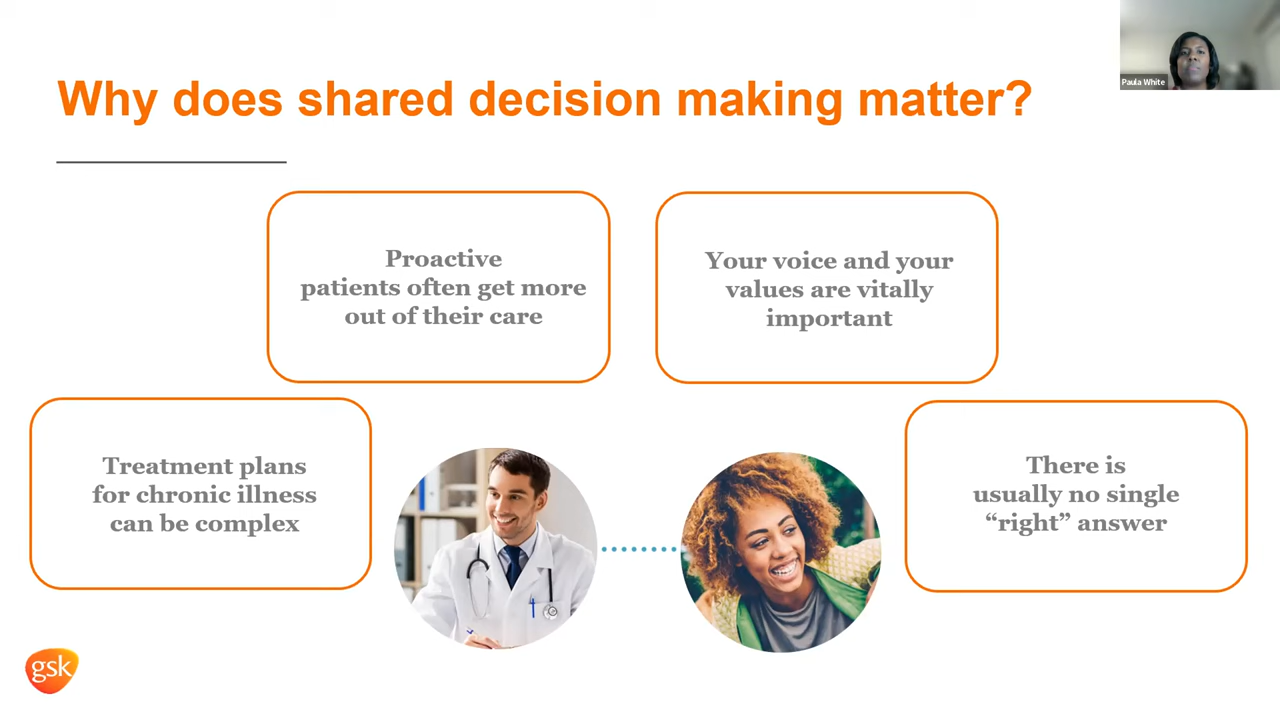 Paula White
Why does shared decision making matter?
Proactive
patients often get more
out of their care
Your voice and your
values are vitally
important
Treatment plans
for chronic illness
can be complex
There is
usually no single
“right” answer
gsk